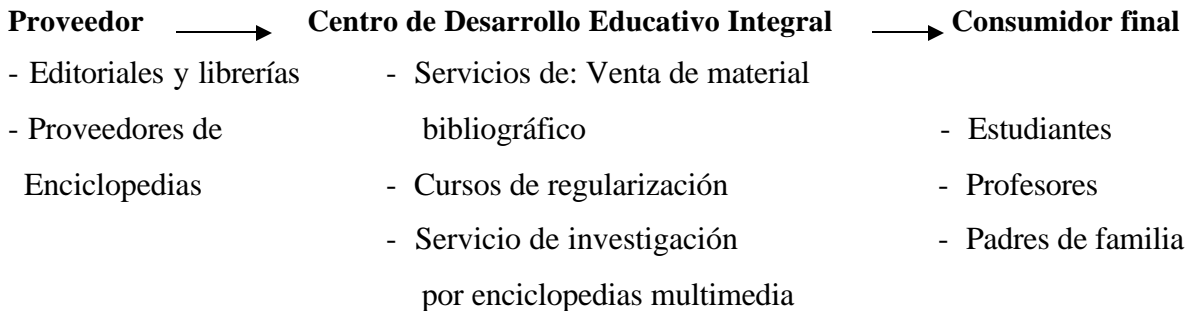 Proveedor Centro de Desarrollo Educativo Integral Consumidor final
- Editoriales y librerías - Servicios de: Venta de material
- Proveedores de bibliográfico - Estudiantes
Enciclopedias - Cursos de regularización - Profesores
- Servicio de investigación - Padres de familia
por enciclopedias multimedia